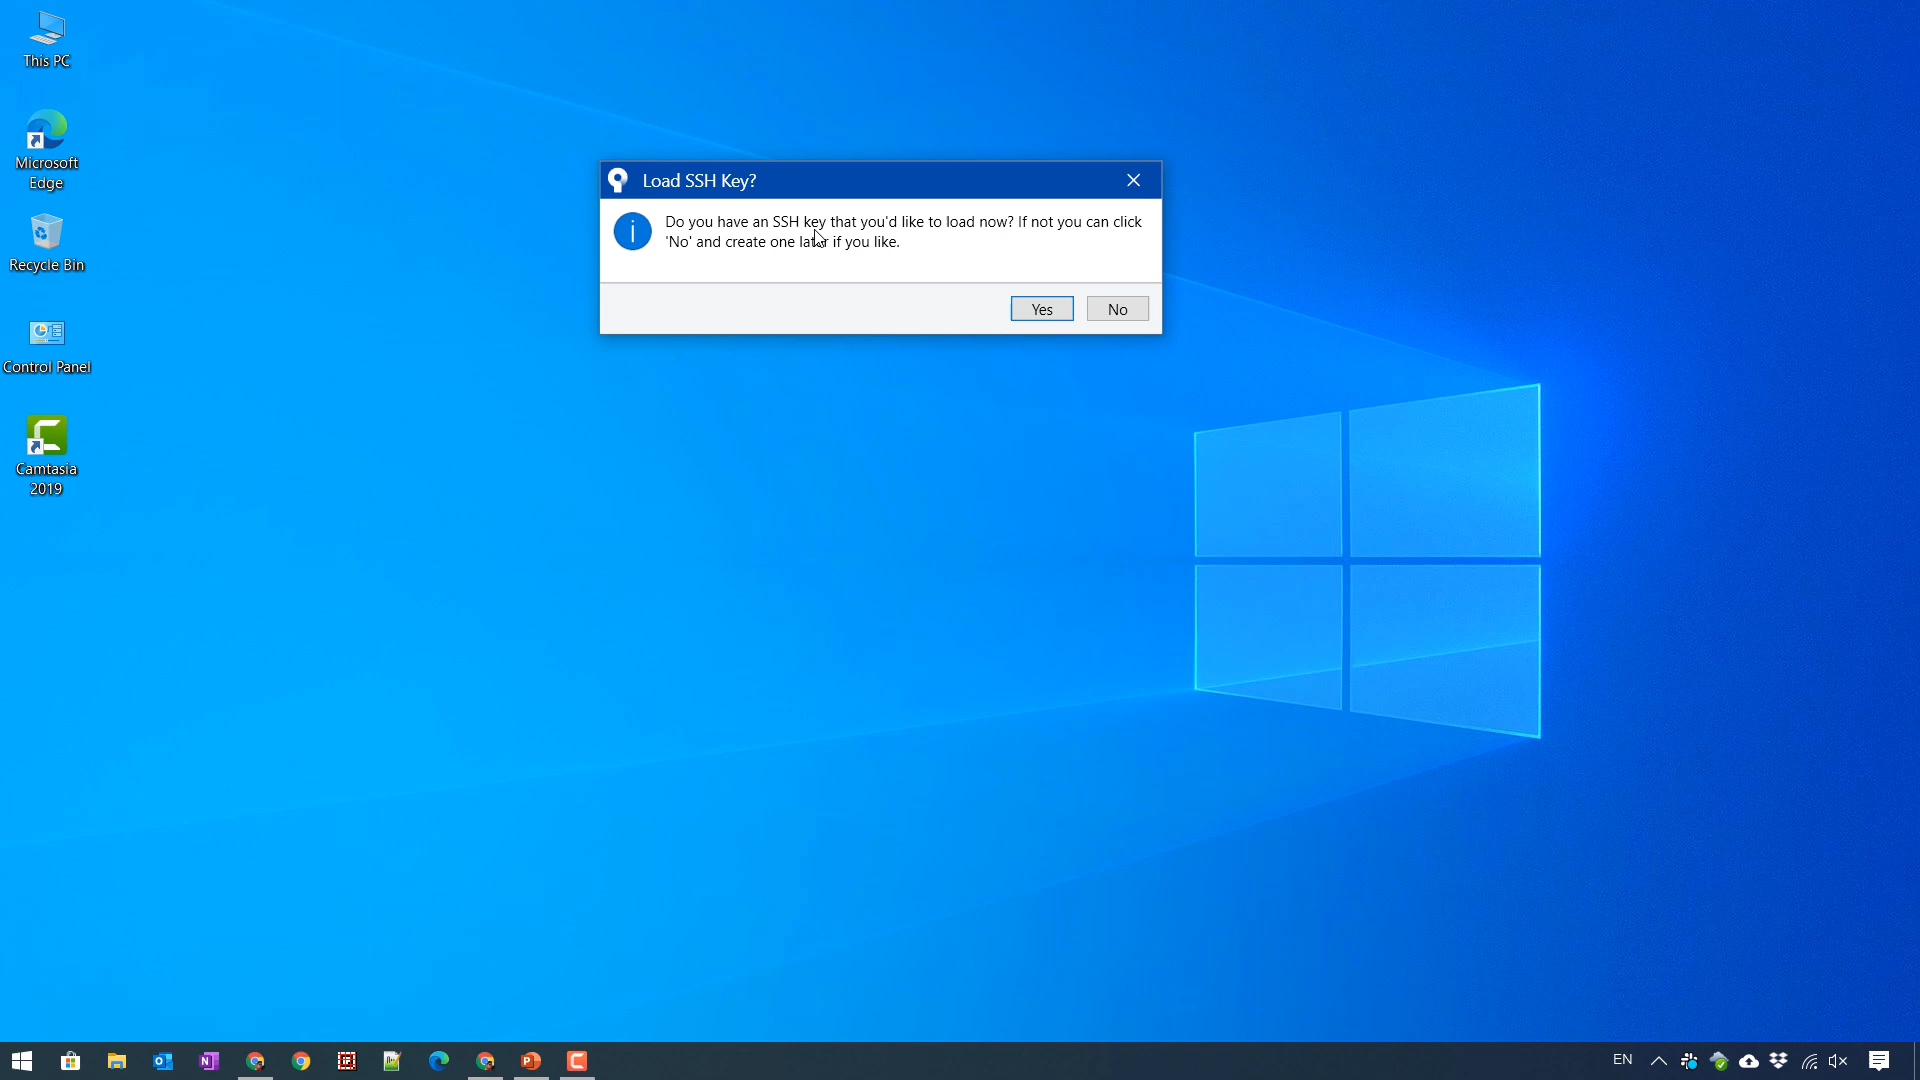 This PC
Microsoft
Edge
Recycle Bin
Control Panel
Camtasia
2019
Load SSH Key?
Do you have an SSH key that you'd like to load now? If not you can click
'No' and create one later if you like.
Yes
No
EN